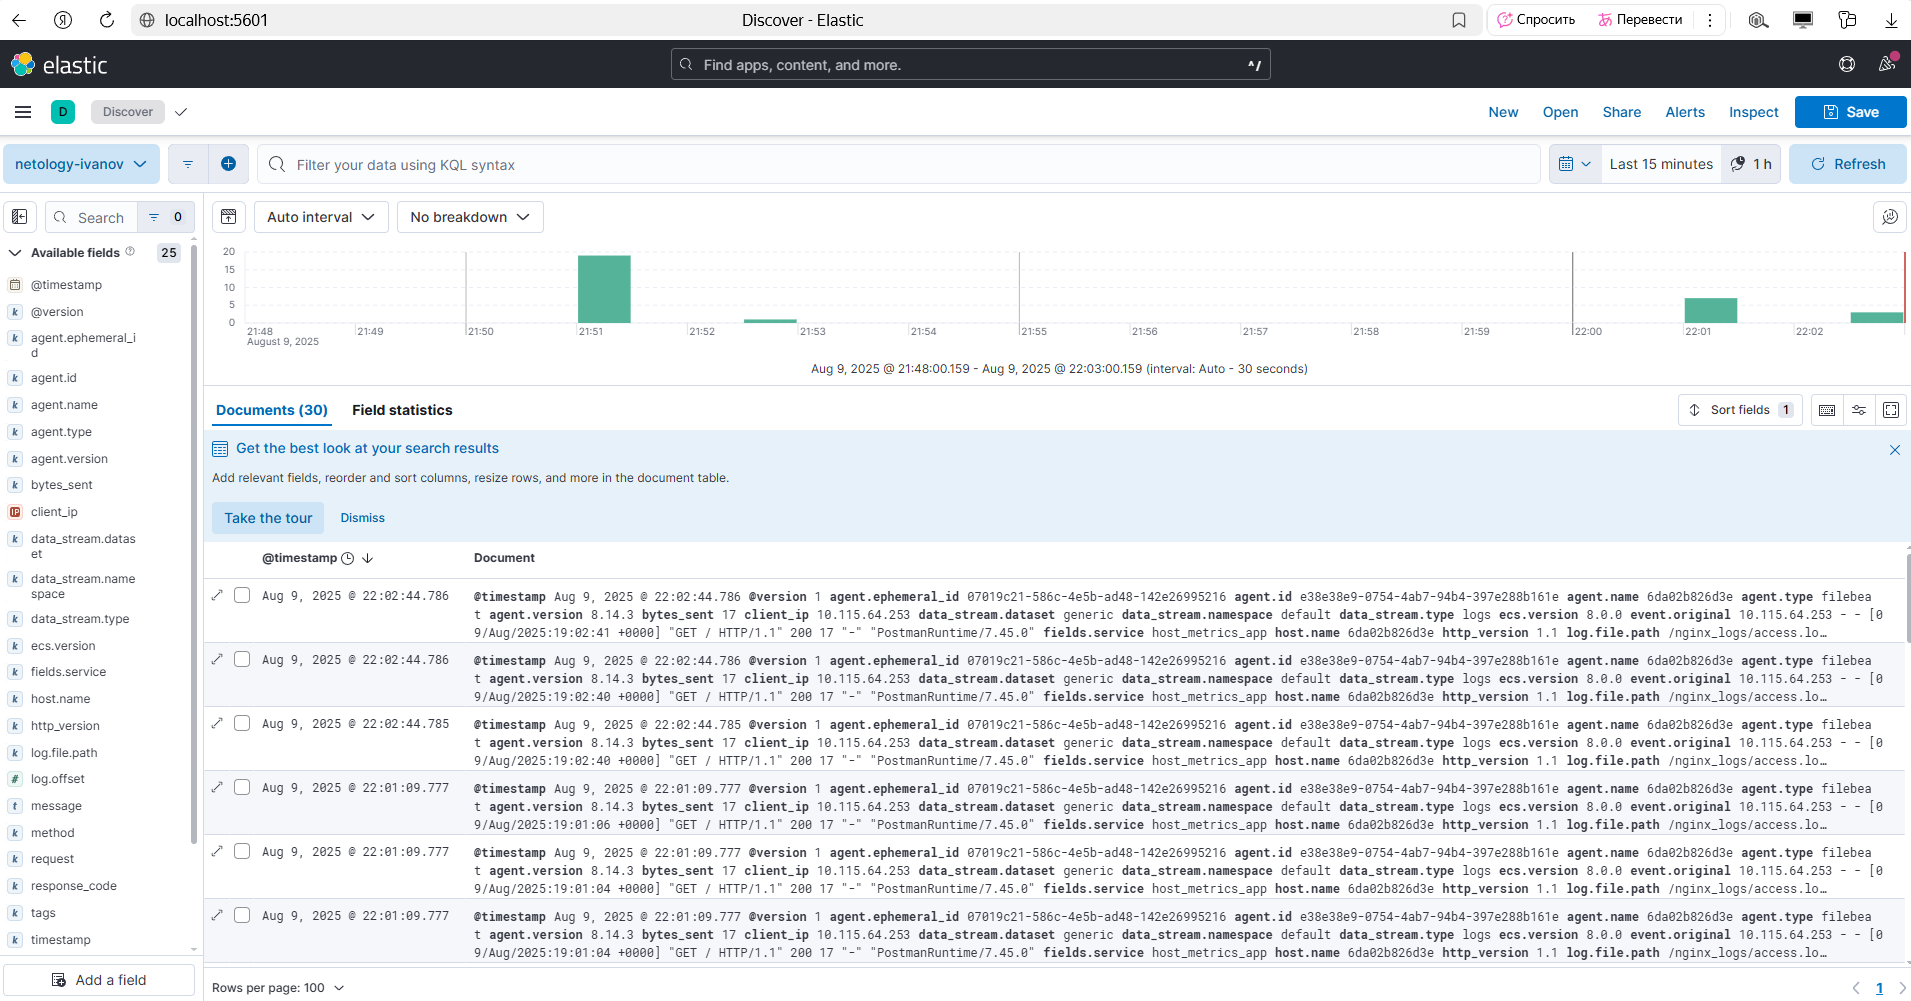 localhost:5601
Discover - Elastic
Спросить
Перевести
elastic
Find apps, content, and more.
^/
D
Discover
New
Open
Share
Alerts
Inspect
Save
netology-ivanov
Filter your data using KQL syntax
Last 15 minutes
1 h
Refresh
Search
0
Auto interval
No breakdown
Available fields
25
@timestamp
@version
agent.ephemeral_i
d
agent.id
agent.name
agent.type
agent.version
bytes_sent
client_ip
data_stream.datas
et
data_stream.name
space
data_stream.type
ecs.version
fields.service
host.name
http_version
log.file.path
log.offset
message
method
request
response_code
tags
timestamp
Add a field
20
15
10
5
0
21:48
21:49
21:50
21:51
21:52
21:53
21:54
21:55
21:56
21:57
21:58
21:59
22:00
22:01
22:02
August 9, 2025
Aug 9, 2025 @ 21:48:00.159 - Aug 9, 2025 @ 22:03:00.159 (interval: Auto - 30 seconds)
Documents (30)
Field statistics
Sort fields 1
Get the best look at your search results
Add relevant fields, reorder and sort columns, resize rows, and more in the document table.
Take the tour
Dismiss
@timestamp
Document
Aug 9, 2025 @ 22:02:44.786
@timestamp Aug 9, 2025 @ 22:02:44.786 @version 1 agent.ephemeral_id 07019c21-586c-4e5b-ad48-142e26995216 agent.id e38e38e9-0754-4ab7-94b4-397e288b161e agent.name 6da02b826d3e agent.type filebea
t agent.version 8.14.3 bytes_sent 17 client_ip 10.115.64.253 data_stream.dataset generic data_stream.namespace default data_stream.type logs ecs.version 8.0.0 event.original 10.115.64.253 - - [0
9/Aug/2025:19:02:41 +0000] "GET / HTTP/1.1" 200 17 "-" "PostmanRuntime/7.45.0" fields.service host_metrics_app host.name 6da02b826d3e http_version 1.1 log.file.path /nginx_logs/access.lo…
Aug 9, 2025 @ 22:02:44.786
@timestamp Aug 9, 2025 @ 22:02:44.786 @version 1 agent.ephemeral_id 07019c21-586c-4e5b-ad48-142e26995216 agent.id e38e38e9-0754-4ab7-94b4-397e288b161e agent.name 6da02b826d3e agent.type filebea
t agent.version 8.14.3 bytes_sent 17 client_ip 10.115.64.253 data_stream.dataset generic data_stream.namespace default data_stream.type logs ecs.version 8.0.0 event.original 10.115.64.253 - - [0
9/Aug/2025:19:02:40 +0000] "GET / HTTP/1.1" 200 17 "-" "PostmanRuntime/7.45.0" fields.service host_metrics_app host.name 6da02b826d3e http_version 1.1 log.file.path /nginx_logs/access.lo…
Aug 9, 2025 @ 22:02:44.785
@timestamp Aug 9, 2025 @ 22:02:44.785 @version 1 agent.ephemeral_id 07019c21-586c-4e5b-ad48-142e26995216 agent.id e38e38e9-0754-4ab7-94b4-397e288b161e agent.name 6da02b826d3e agent.type filebea
t agent.version 8.14.3 bytes_sent 17 client_ip 10.115.64.253 data_stream.dataset generic data_stream.namespace default data_stream.type logs ecs.version 8.0.0 event.original 10.115.64.253 - - [0
9/Aug/2025:19:02:40 +0000] "GET / HTTP/1.1" 200 17 "-" "PostmanRuntime/7.45.0" fields.service host_metrics_app host.name 6da02b826d3e http_version 1.1 log.file.path /nginx_logs/access.lo…
Aug 9, 2025 @ 22:01:09.777
@timestamp Aug 9, 2025 @ 22:01:09.777 @version 1 agent.ephemeral_id 07019c21-586c-4e5b-ad48-142e26995216 agent.id e38e38e9-0754-4ab7-94b4-397e288b161e agent.name 6da02b826d3e agent.type filebea
t agent.version 8.14.3 bytes_sent 17 client_ip 10.115.64.253 data_stream.dataset generic data_stream.namespace default data_stream.type logs ecs.version 8.0.0 event.original 10.115.64.253 - - [0
9/Aug/2025:19:01:06 +0000] "GET / HTTP/1.1" 200 17 "-" "PostmanRuntime/7.45.0" fields.service host_metrics_app host.name 6da02b826d3e http_version 1.1 log.file.path /nginx_logs/access.lo…
Aug 9, 2025 @ 22:01:09.777
@timestamp Aug 9, 2025 @ 22:01:09.777 @version 1 agent.ephemeral_id 07019c21-586c-4e5b-ad48-142e26995216 agent.id e38e38e9-0754-4ab7-94b4-397e288b161e agent.name 6da02b826d3e agent.type filebea
t agent.version 8.14.3 bytes_sent 17 client_ip 10.115.64.253 data_stream.dataset generic data_stream.namespace default data_stream.type logs ecs.version 8.0.0 event.original 10.115.64.253 - - [0
9/Aug/2025:19:01:04 +0000] "GET / HTTP/1.1" 200 17 "-" "PostmanRuntime/7.45.0" fields.service host_metrics_app host.name 6da02b826d3e http_version 1.1 log.file.path /nginx_logs/access.lo…
Aug 9, 2025 @ 22:01:09.777
@timestamp Aug 9, 2025 @ 22:01:09.777 @version 1 agent.ephemeral_id 07019c21-586c-4e5b-ad48-142e26995216 agent.id e38e38e9-0754-4ab7-94b4-397e288b161e agent.name 6da02b826d3e agent.type filebea
t agent.version 8.14.3 bytes_sent 17 client_ip 10.115.64.253 data_stream.dataset generic data_stream.namespace default data_stream.type logs ecs.version 8.0.0 event.original 10.115.64.253 - - [0
9/Aug/2025:19:01:04 +0000] "GET / HTTP/1.1" 200 17 "-" "PostmanRuntime/7.45.0" fields.service host_metrics_app host.name 6da02b826d3e http_version 1.1 log.file.path /nginx_logs/access.lo…
Rows per page: 100
1